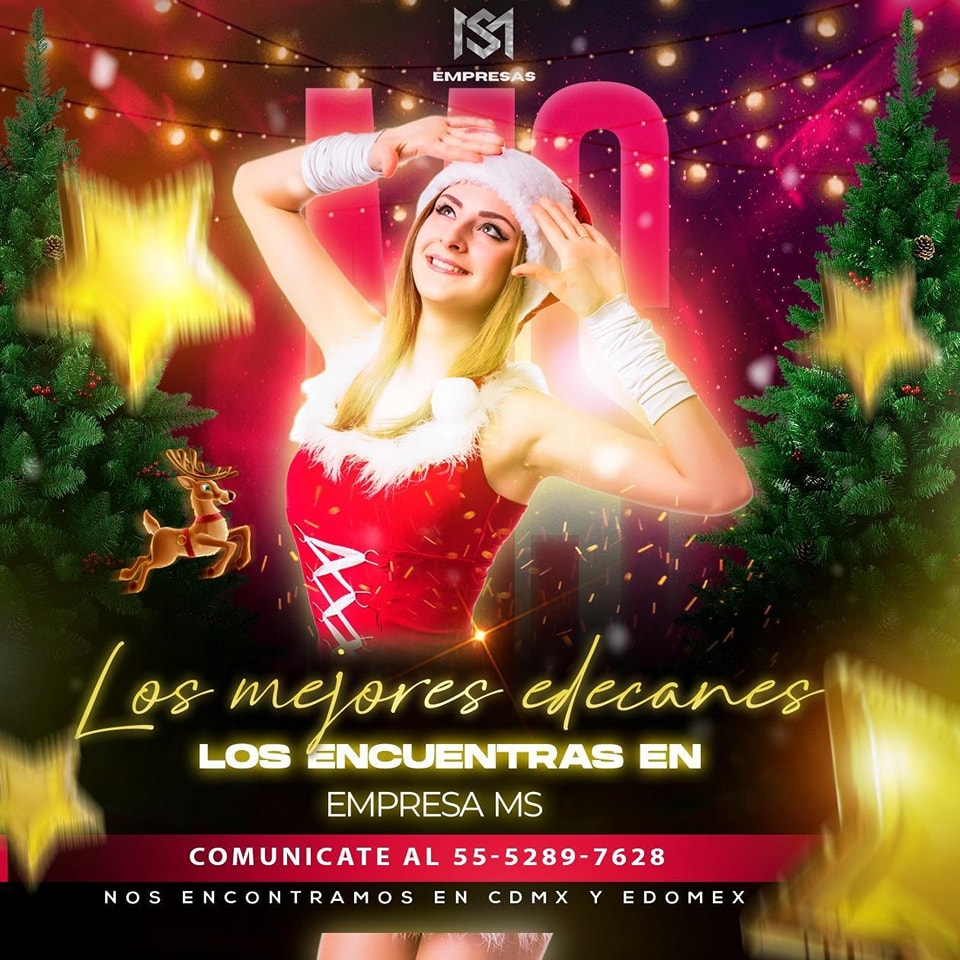 MS
EMPRESAS
Los mejores edecanes
LOS ENCUENTRAS EN
EMPRESA MS
COMUNICATE AL 55-5289-7628
NOS ENCONTRAMOS EN CDMX Y EDOMEX